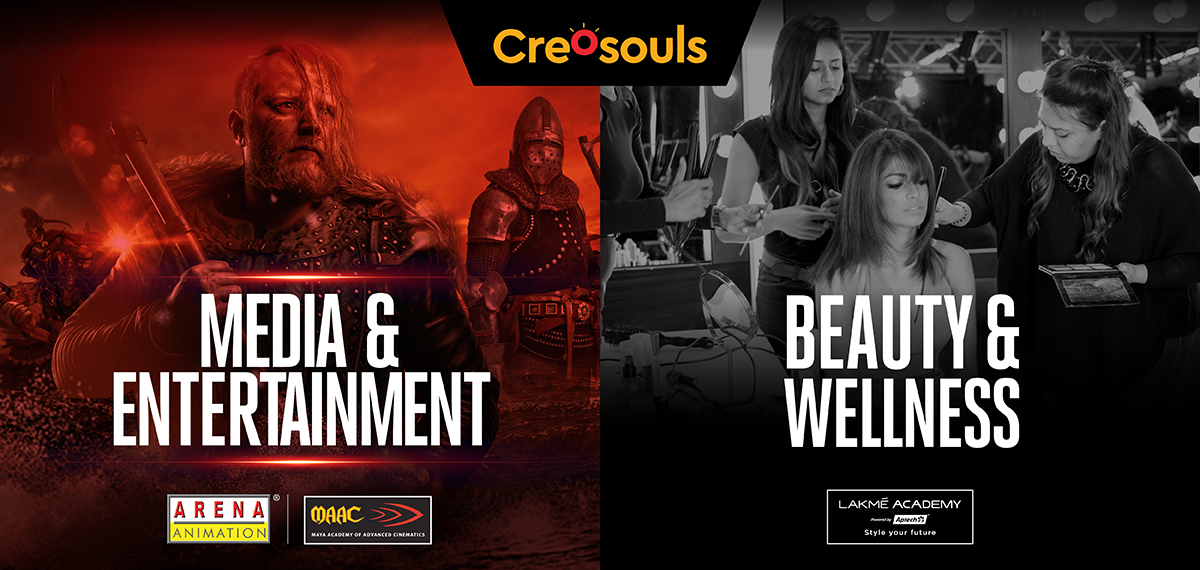 Creosouls
MEDIA &
ENTERTAINMENT
ARENA ®
ANIMATION
MAAC
MAYA ACADEMY OF ADVANCED CINEMATICS
BEAUTY &
WELLNESS
LAKMÉ ACADEMY
Powered by Aptech
Style your future